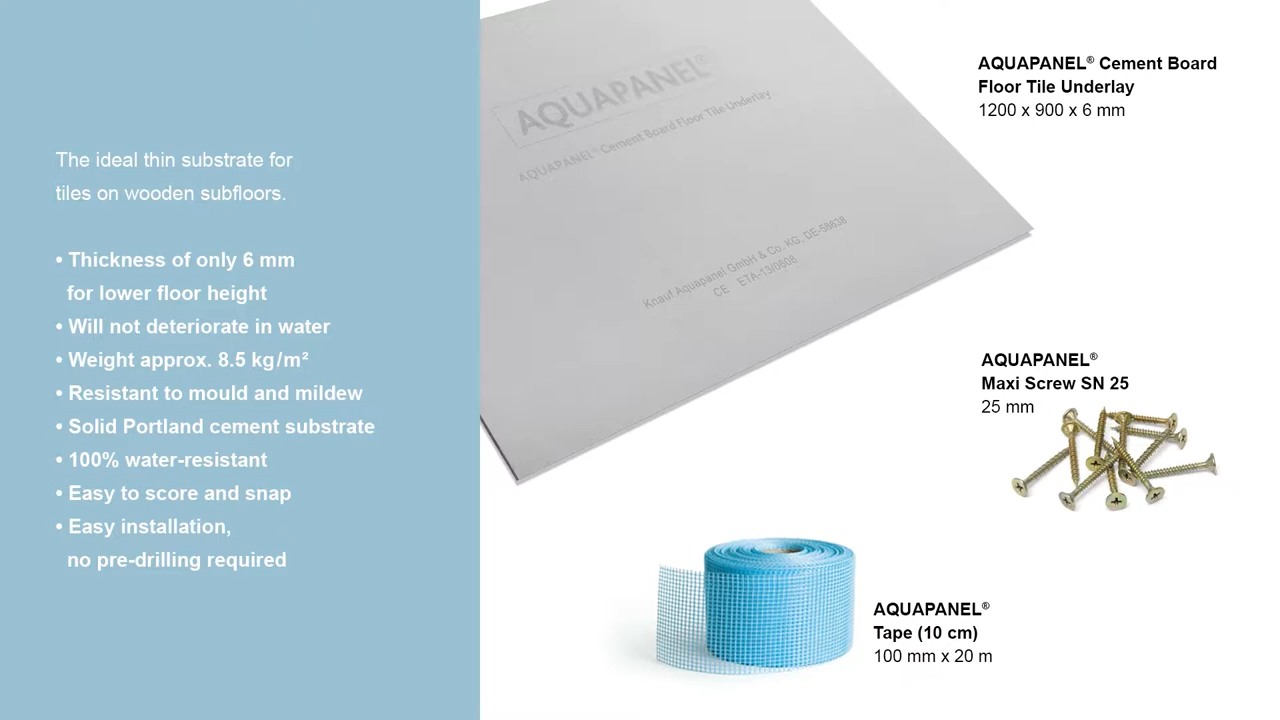 The ideal thin substrate for
tiles on wooden subfloors.
• Thickness of only 6 mm
for lower floor height
• Will not deteriorate in water
• Weight approx. 8.5 kg/m²
• Resistant to mould and mildew
• Solid Portland cement substrate
• 100% water-resistant
• Easy to score and snap
• Easy installation,
no pre-drilling required
AQUAPANEL®
AQUAPANEL® Cement Board Floor Tile Underlay
Knauf Aquapanel GmbH & Co. KG, DE-58638
CE ETA-13/0608
AQUAPANEL® Cement Board
Floor Tile Underlay
1200 x 900 x 6 mm
AQUAPANEL®
Maxi Screw SN 25
25 mm
AQUAPANEL®
Tape (10 cm)
100 mm x 20 m